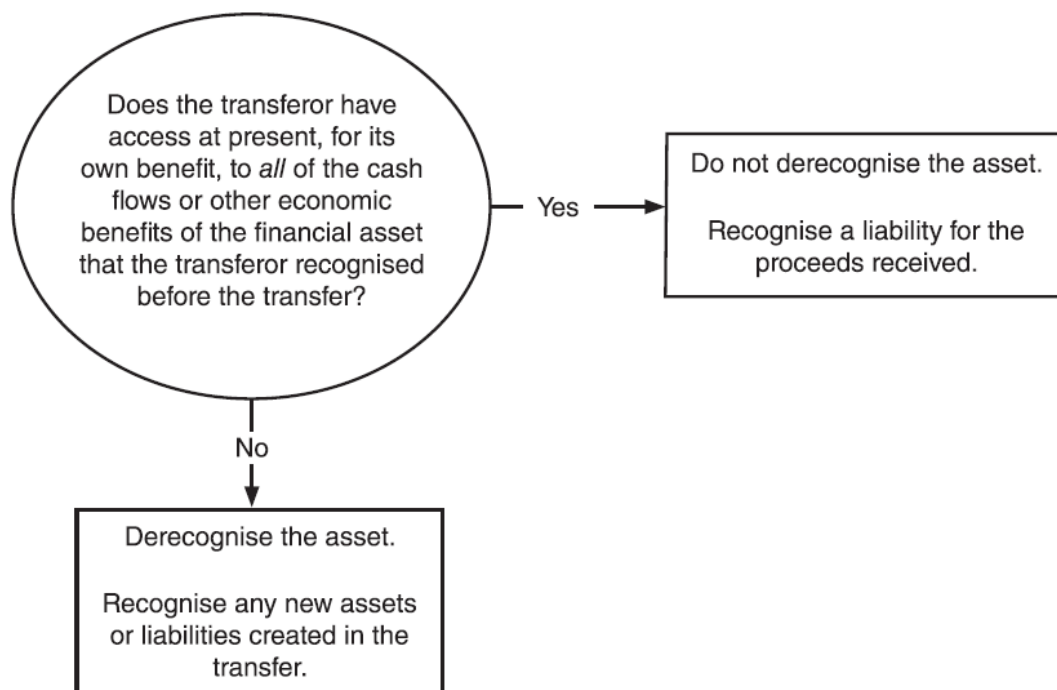 Does the transferor have
access at present, for its
own benefit, to all of the cash
flows or other economic
benefits of the financial asset
that the transferor recognised
before the transfer?
Yes
Do not derecognise the asset.
Recognise a liability for the
proceeds received.
No
Derecognise the asset.
Recognise any new assets
or liabilities created in the
transfer.